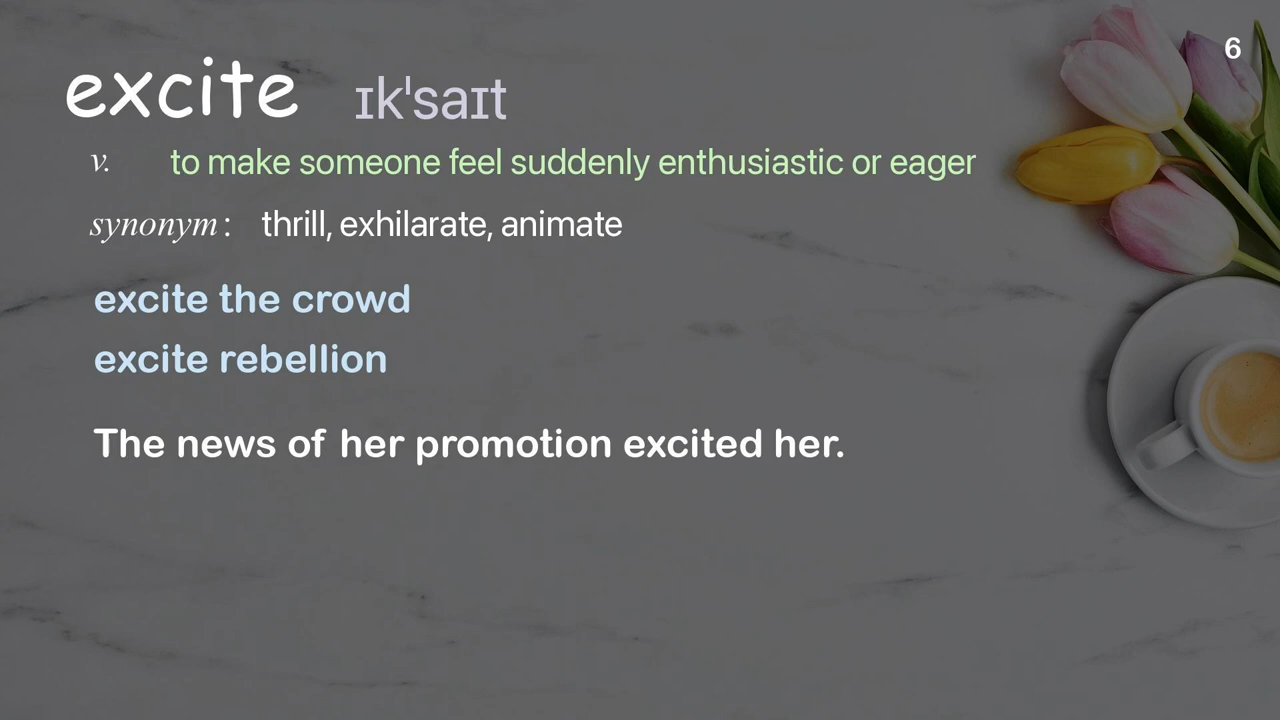 6
excite ɪkˈsaɪt
v. to make someone feel suddenly enthusiastic or eager
synonym: thrill, exhilarate, animate
excite the crowd
excite rebellion
The news of her promotion excited her.